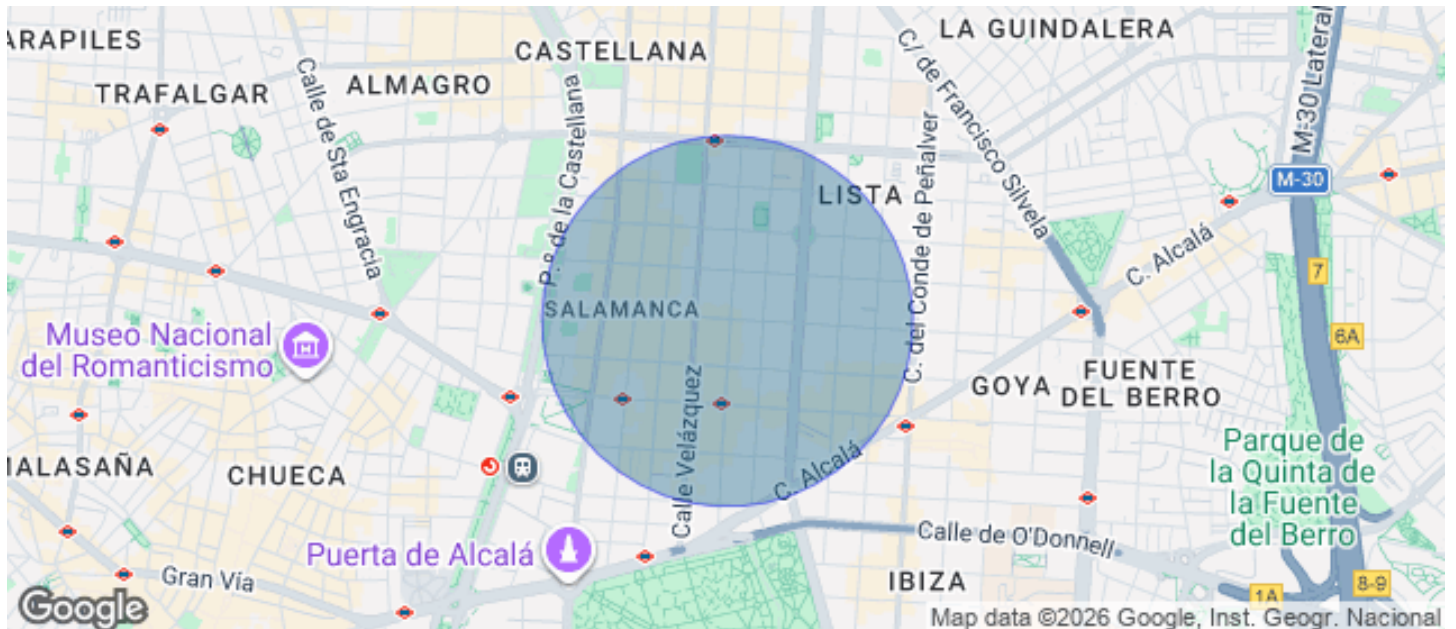 ARAPILES
TRAFALGAR
Calle de Sta Engracia
ALMAGRO
CASTELLANA
P.º de la Castellana
C/ de Francisco Silvela
LA GUINDALERA
M-30 Lateral
M-30
LISTA
C. del Conde de Peñalver
C. Alcalá
7
6A
SALAMANCA
Museo Nacional
del Romanticismo
Calle Velázquez
GOYA
FUENTE
DEL BERRO
MALASAÑA
CHUECA
C. Alcalá
Parque de
la Quinta de
la Fuente
del Berro
Puerta de Alcalá
Calle de O'Donnell
Gran Vía
IBIZA
1A
8-9
Google
Map data ©2026 Google, Inst. Geogr. Nacional